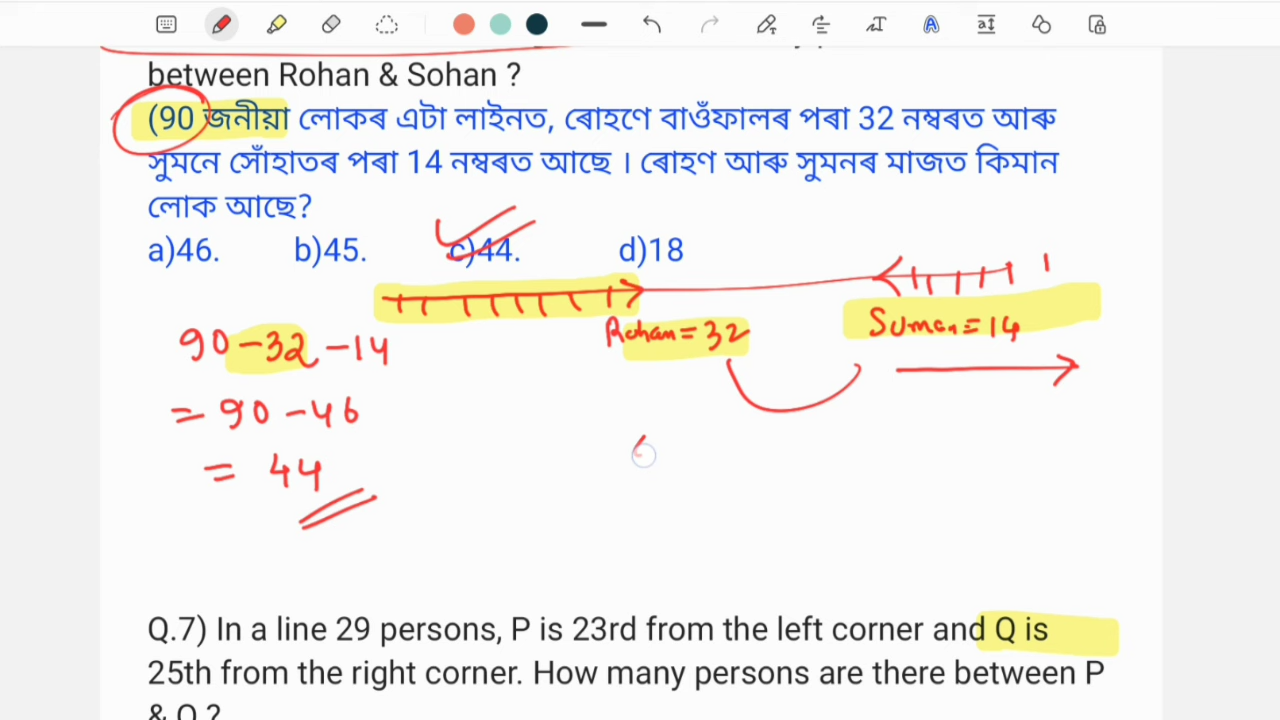 between Rohan & Sohan ?
(90 জনীয়া লোকৰ এটা লাইনত, ৰোহণে বাওঁফালৰ পৰা 32 নম্বৰত আৰু
সুমনে সোঁহাতৰ পৰা 14 নম্বৰত আছে । ৰোহণ আৰু সুমনৰ মাজত কিমান
লোক আছে?
a)46. b)45. c)44. d)18
Rohan = 32
Suman = 14
90 - 32 - 14
= 90 - 46
= 44
Q.7) In a line 29 persons, P is 23rd from the left corner and Q is
25th from the right corner. How many persons are there between P
& Q ?